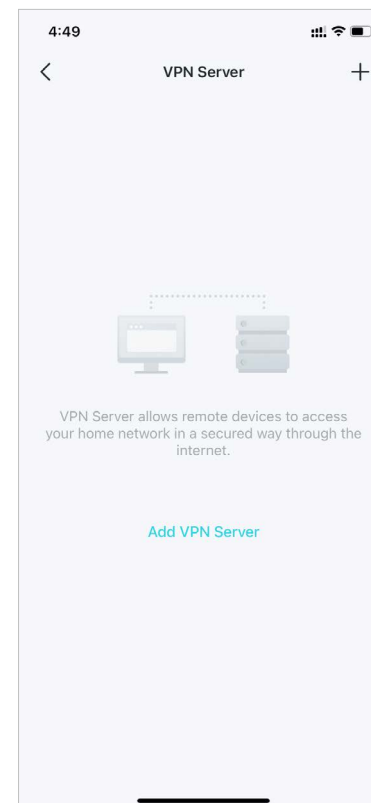 4:49
VPN Server
VPN Server allows remote devices to access
your home network in a secured way through the
internet.
Add VPN Server